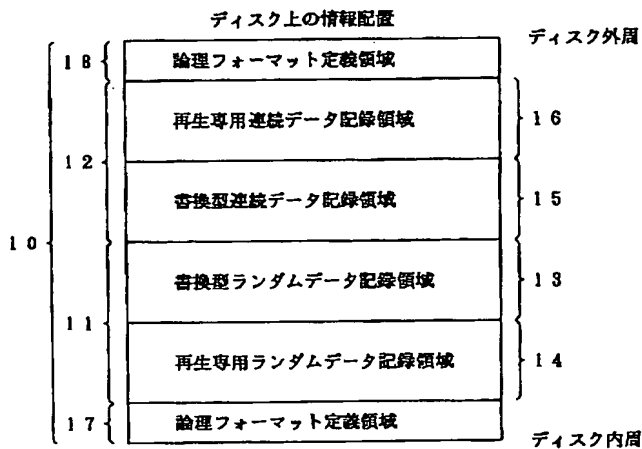 ディスク上の情報配置
ディスク外周
18
論理フォーマット定義領域
再生専用連続データ記録領域
16
12
書換型連続データ記録領域
15
10
書換型ランダムデータ記録領域
13
11
再生専用ランダムデータ記録領域
14
17
論理フォーマット定義領域
ディスク内周